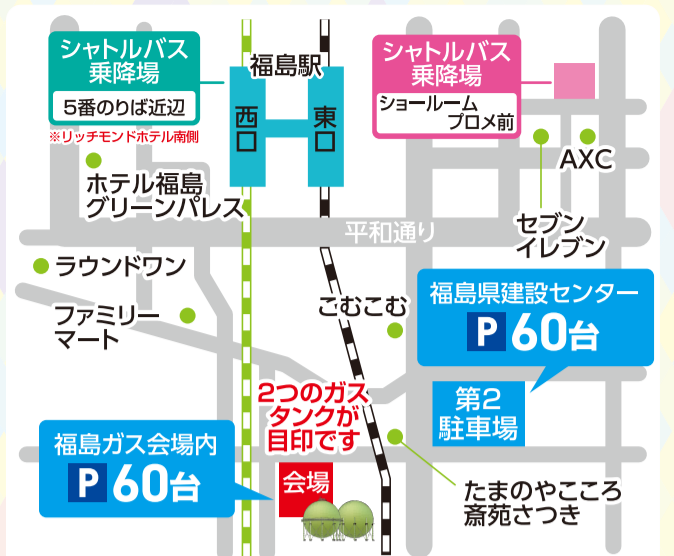 シャトルバス
乗降場
5番のりば近辺
※リッチモンドホテル南側
福島駅
西口
東口
シャトルバス
乗降場
ショールーム
プロメ前
AXC
セブン
イレブン
ホテル福島
グリーンパレス
平和通り
ラウンドワン
ファミリー
マート
こむこむ
福島県建設センター
P 60台
第2
駐車場
2つのガス
タンクが
目印です
福島ガス会場内
P 60台
会場
たまのやこころ
斎苑さつき